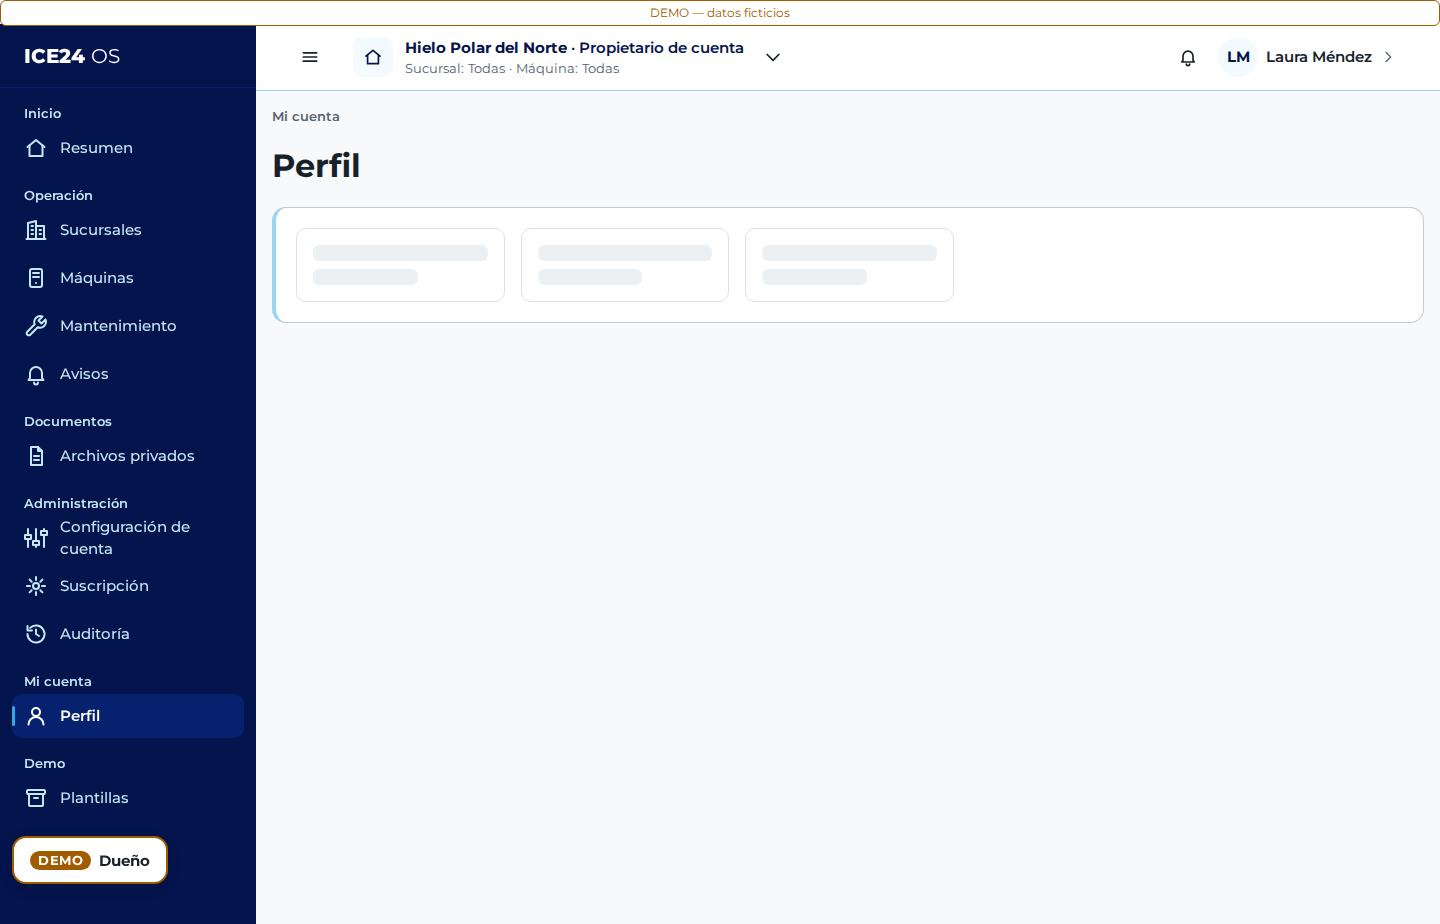 DEMO — datos ficticios
ICE24 OS
Inicio
Resumen
Operación
Sucursales
Máquinas
Mantenimiento
Avisos
Documentos
Archivos privados
Administración
Configuración de
cuenta
Suscripción
Auditoría
Mi cuenta
Perfil
Demo
Plantillas
DEMO Dueño
Hielo Polar del Norte · Propietario de cuenta
Sucursal: Todas · Máquina: Todas
LM Laura Méndez
Mi cuenta
Perfil